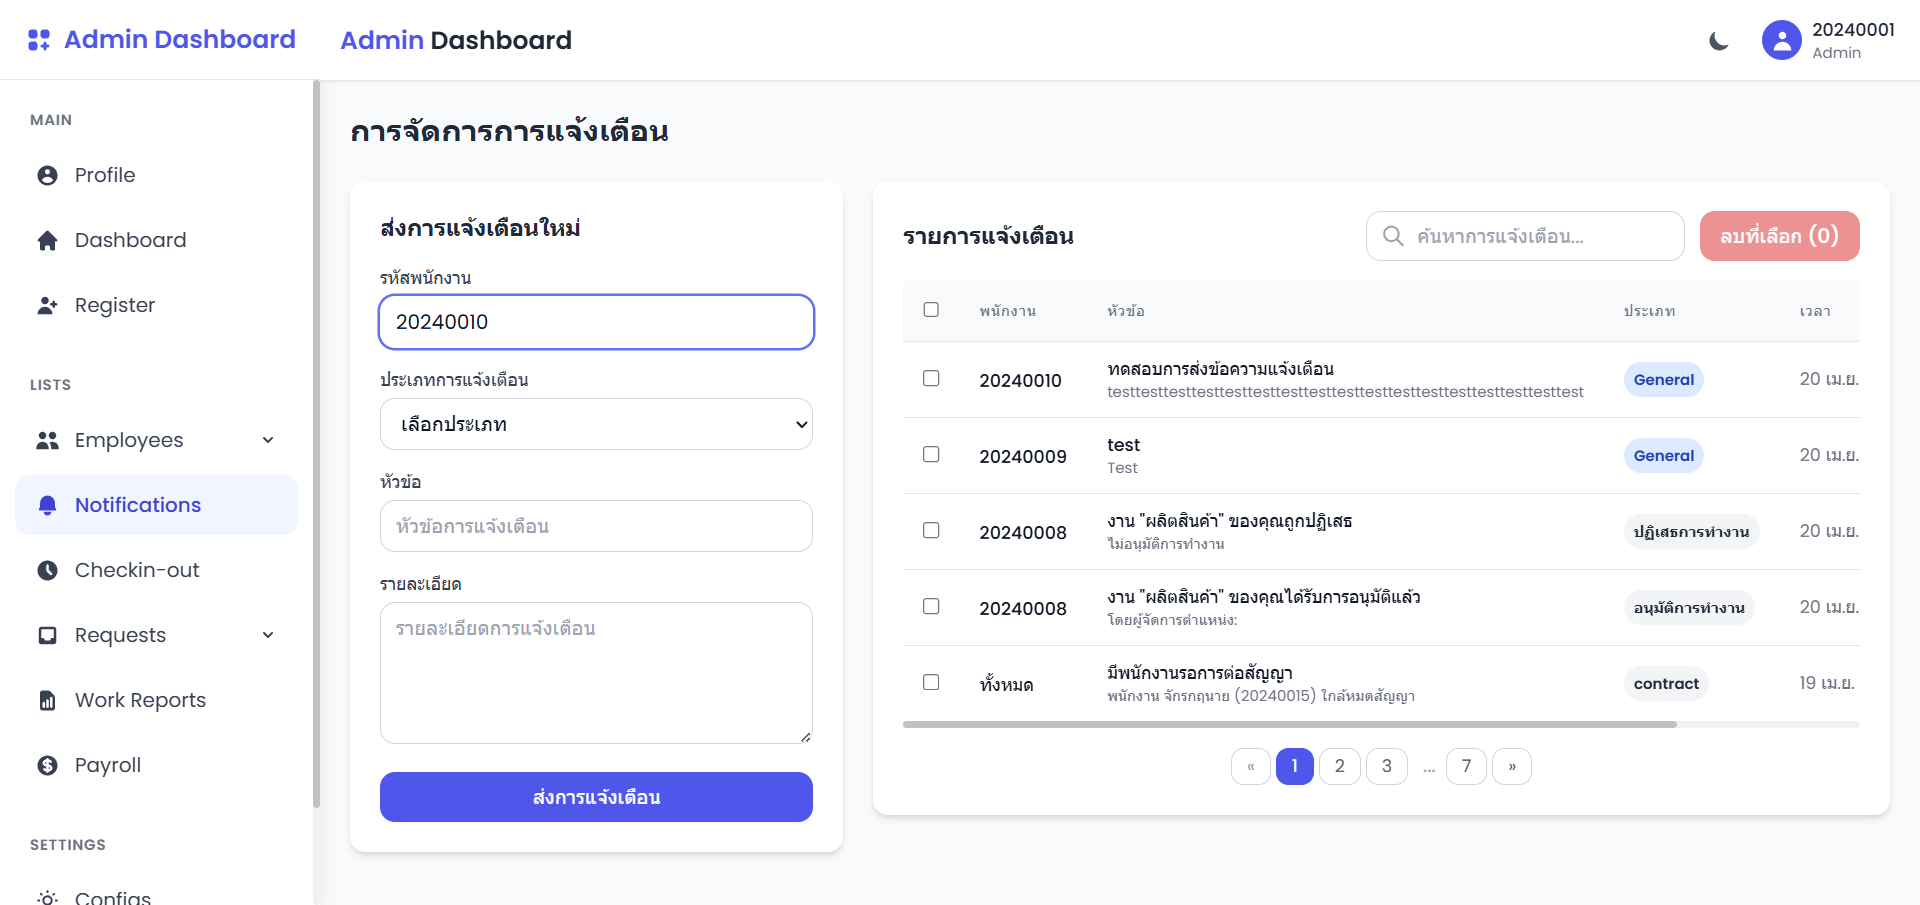 Admin Dashboard
Admin Dashboard
20240001
Admin
MAIN
Profile
Dashboard
Register
LISTS
Employees
Notifications
Checkin-out
Requests
Work Reports
Payroll
SETTINGS
Configs
การจัดการการแจ้งเตือน
ส่งการแจ้งเตือนใหม่
รหัสพนักงาน
20240010
ประเภทการแจ้งเตือน
เลือกประเภท
หัวข้อ
หัวข้อการแจ้งเตือน
รายละเอียด
รายละเอียดการแจ้งเตือน
ส่งการแจ้งเตือน
รายการแจ้งเตือน
ค้นหาการแจ้งเตือน...
ลบที่เลือก (0)
พนักงาน หัวข้อ ประเภท เวลา
20240010 ทดสอบการส่งข้อความแจ้งเตือน General 20 เม.ย.
testtesttesttesttesttesttesttesttesttesttesttesttesttesttesttesttest
20240009 test General 20 เม.ย.
Test
20240008 งาน "ผลิตสินค้า" ของคุณถูกปฏิเสธ ปฏิเสธการทำงาน 20 เม.ย.
ไม่อนุมัติการทำงาน
20240008 งาน "ผลิตสินค้า" ของคุณได้รับการอนุมัติแล้ว อนุมัติการทำงาน 20 เม.ย.
โดยผู้จัดการตำแหน่ง:
ทั้งหมด มีพนักงานรอการต่อสัญญา contract 19 เม.ย.
พนักงาน จักรกฤนาย (20240015) ใกล้หมดสัญญา
« 1 2 3 ... 7 »